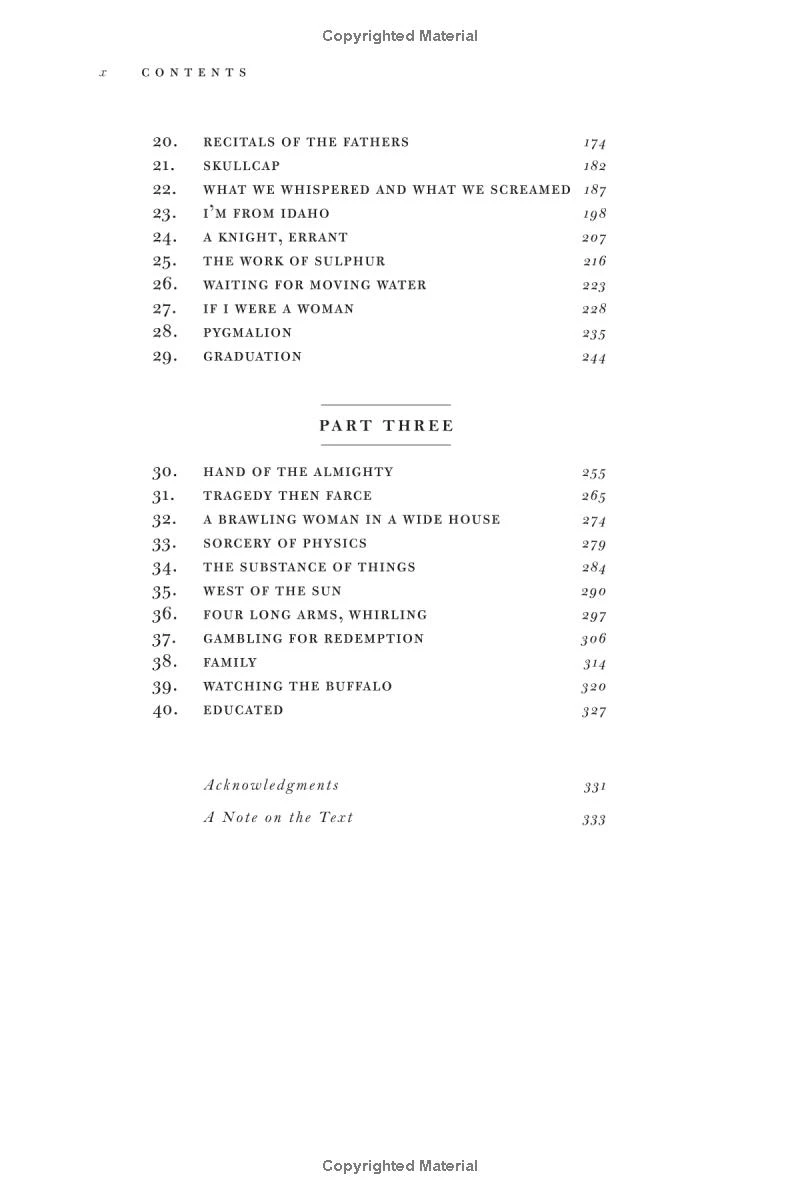 Copyrighted Material
x CONTENTS
20. RECITALS OF THE FATHERS 174
21. SKULLCAP 182
22. WHAT WE WHISPERED AND WHAT WE SCREAMED 187
23. I'M FROM IDAHO 198
24. A KNIGHT, ERRANT 207
25. THE WORK OF SULPHUR 216
26. WAITING FOR MOVING WATER 223
27. IF I WERE A WOMAN 228
28. PYGMALION 235
29. GRADUATION 244
PART THREE
30. HAND OF THE ALMIGHTY 255
31. TRAGEDY THEN FARCE 265
32. A BRAWLING WOMAN IN A WIDE HOUSE 274
33. SORCERY OF PHYSICS 279
34. THE SUBSTANCE OF THINGS 284
35. WEST OF THE SUN 290
36. FOUR LONG ARMS, WHIRLING 297
37. GAMBLING FOR REDEMPTION 306
38. FAMILY 314
39. WATCHING THE BUFFALO 320
40. EDUCATED 327
Acknowledgments 331
A Note on the Text 333
Copyrighted Material